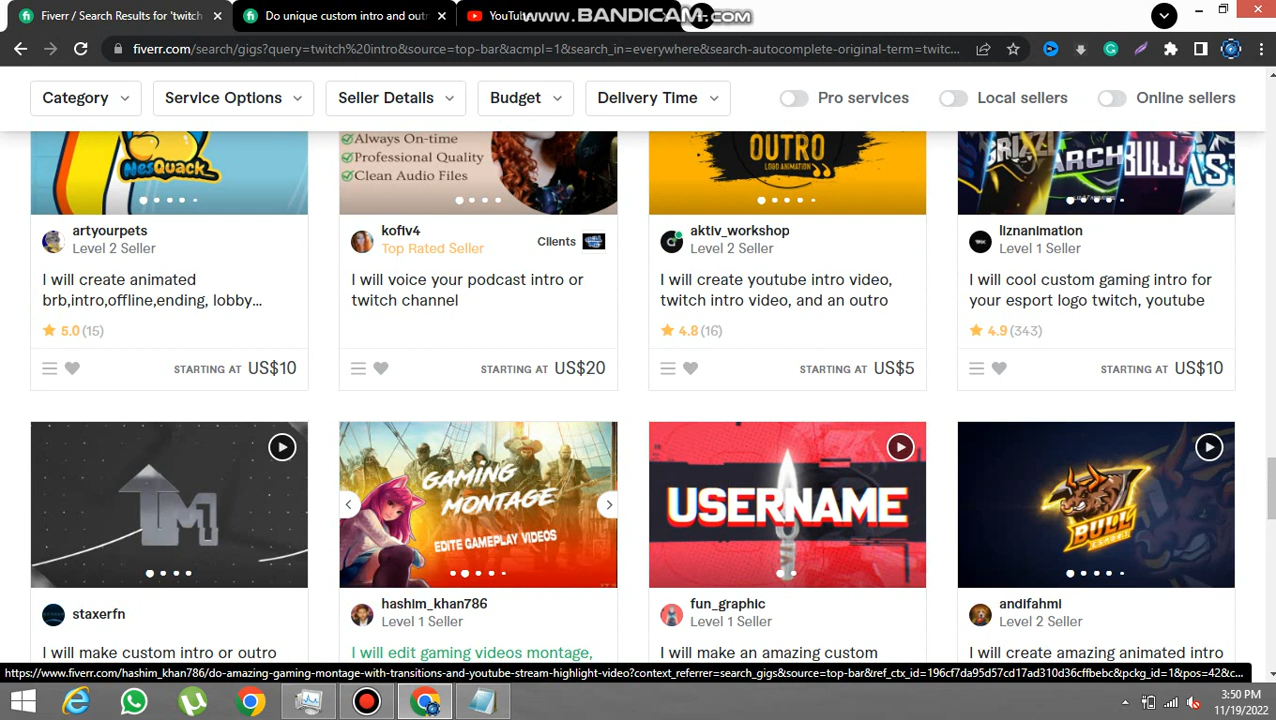 Fiverr / Search Results for 'twitch
Do unique custom intro and outr
YouTu
www.BANDICAM.com
fiverr.com/search/gigs?query=twitch%20intro&source=top-bar&acmpl=1&search_in=everywhere&search-autocomplete-original-term=twitc...
Category
Service Options
Seller Details
Budget
Delivery Time
Pro services
Local sellers
Online sellers
NesQuack
Always On-time
Professional Quality
Clean Audio Files
OUTRO
LOGO ANIMATION
GRIZZL
ARCH
BULL
AST
artyourpets
Level 2 Seller
I will create animated
brb,intro,offline,ending, lobby...
5.0 (15)
STARTING AT US$10
kofiv4
Top Rated Seller
Clients
I will voice your podcast intro or
twitch channel
STARTING AT US$20
aktiv_workshop
Level 2 Seller
I will create youtube intro video,
twitch intro video, and an outro
4.8 (16)
STARTING AT US$5
liznanimation
Level 1 Seller
I will cool custom gaming intro for
your esport logo twitch, youtube
4.9 (343)
STARTING AT US$10
TM1
GAMING
MONTAGE
EDITE GAMEPLAY VIDEOS
USERNAME
BULL
ESPORT
staxerfn
I will make custom intro or outro
hashim_khan786
Level 1 Seller
I will edit gaming videos montage,
fun_graphic
Level 1 Seller
I will make an amazing custom
andifahmi
Level 2 Seller
I will create amazing animated intro
https://www.fiverr.com/hashim_khan786/do-amazing-gaming-montage-with-transitions-and-youtube-stream-highlight-video?context_referrer=search_gigs&source=top-bar&ref_ctx_id=196cf7da95d57cd17ad310d36cffbebc&pckg_id=1&pos=42&c...
3:50 PM
11/19/2022